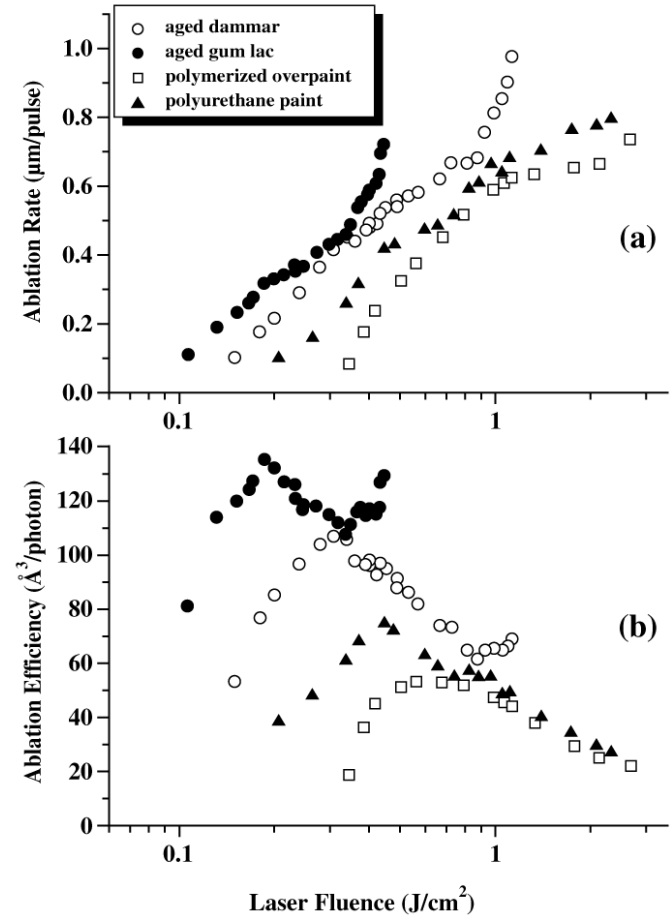 aged dammar
aged gum lac
polymerized overpaint
polyurethane paint
1.0
0.8
0.6
0.4
0.2
0.0
Ablation Rate (µm/pulse)
(a)
0.1
1
140
120
100
80
60
40
20
0
Ablation Efficiency (Å³/photon)
(b)
0.1
1
Laser Fluence (J/cm²)